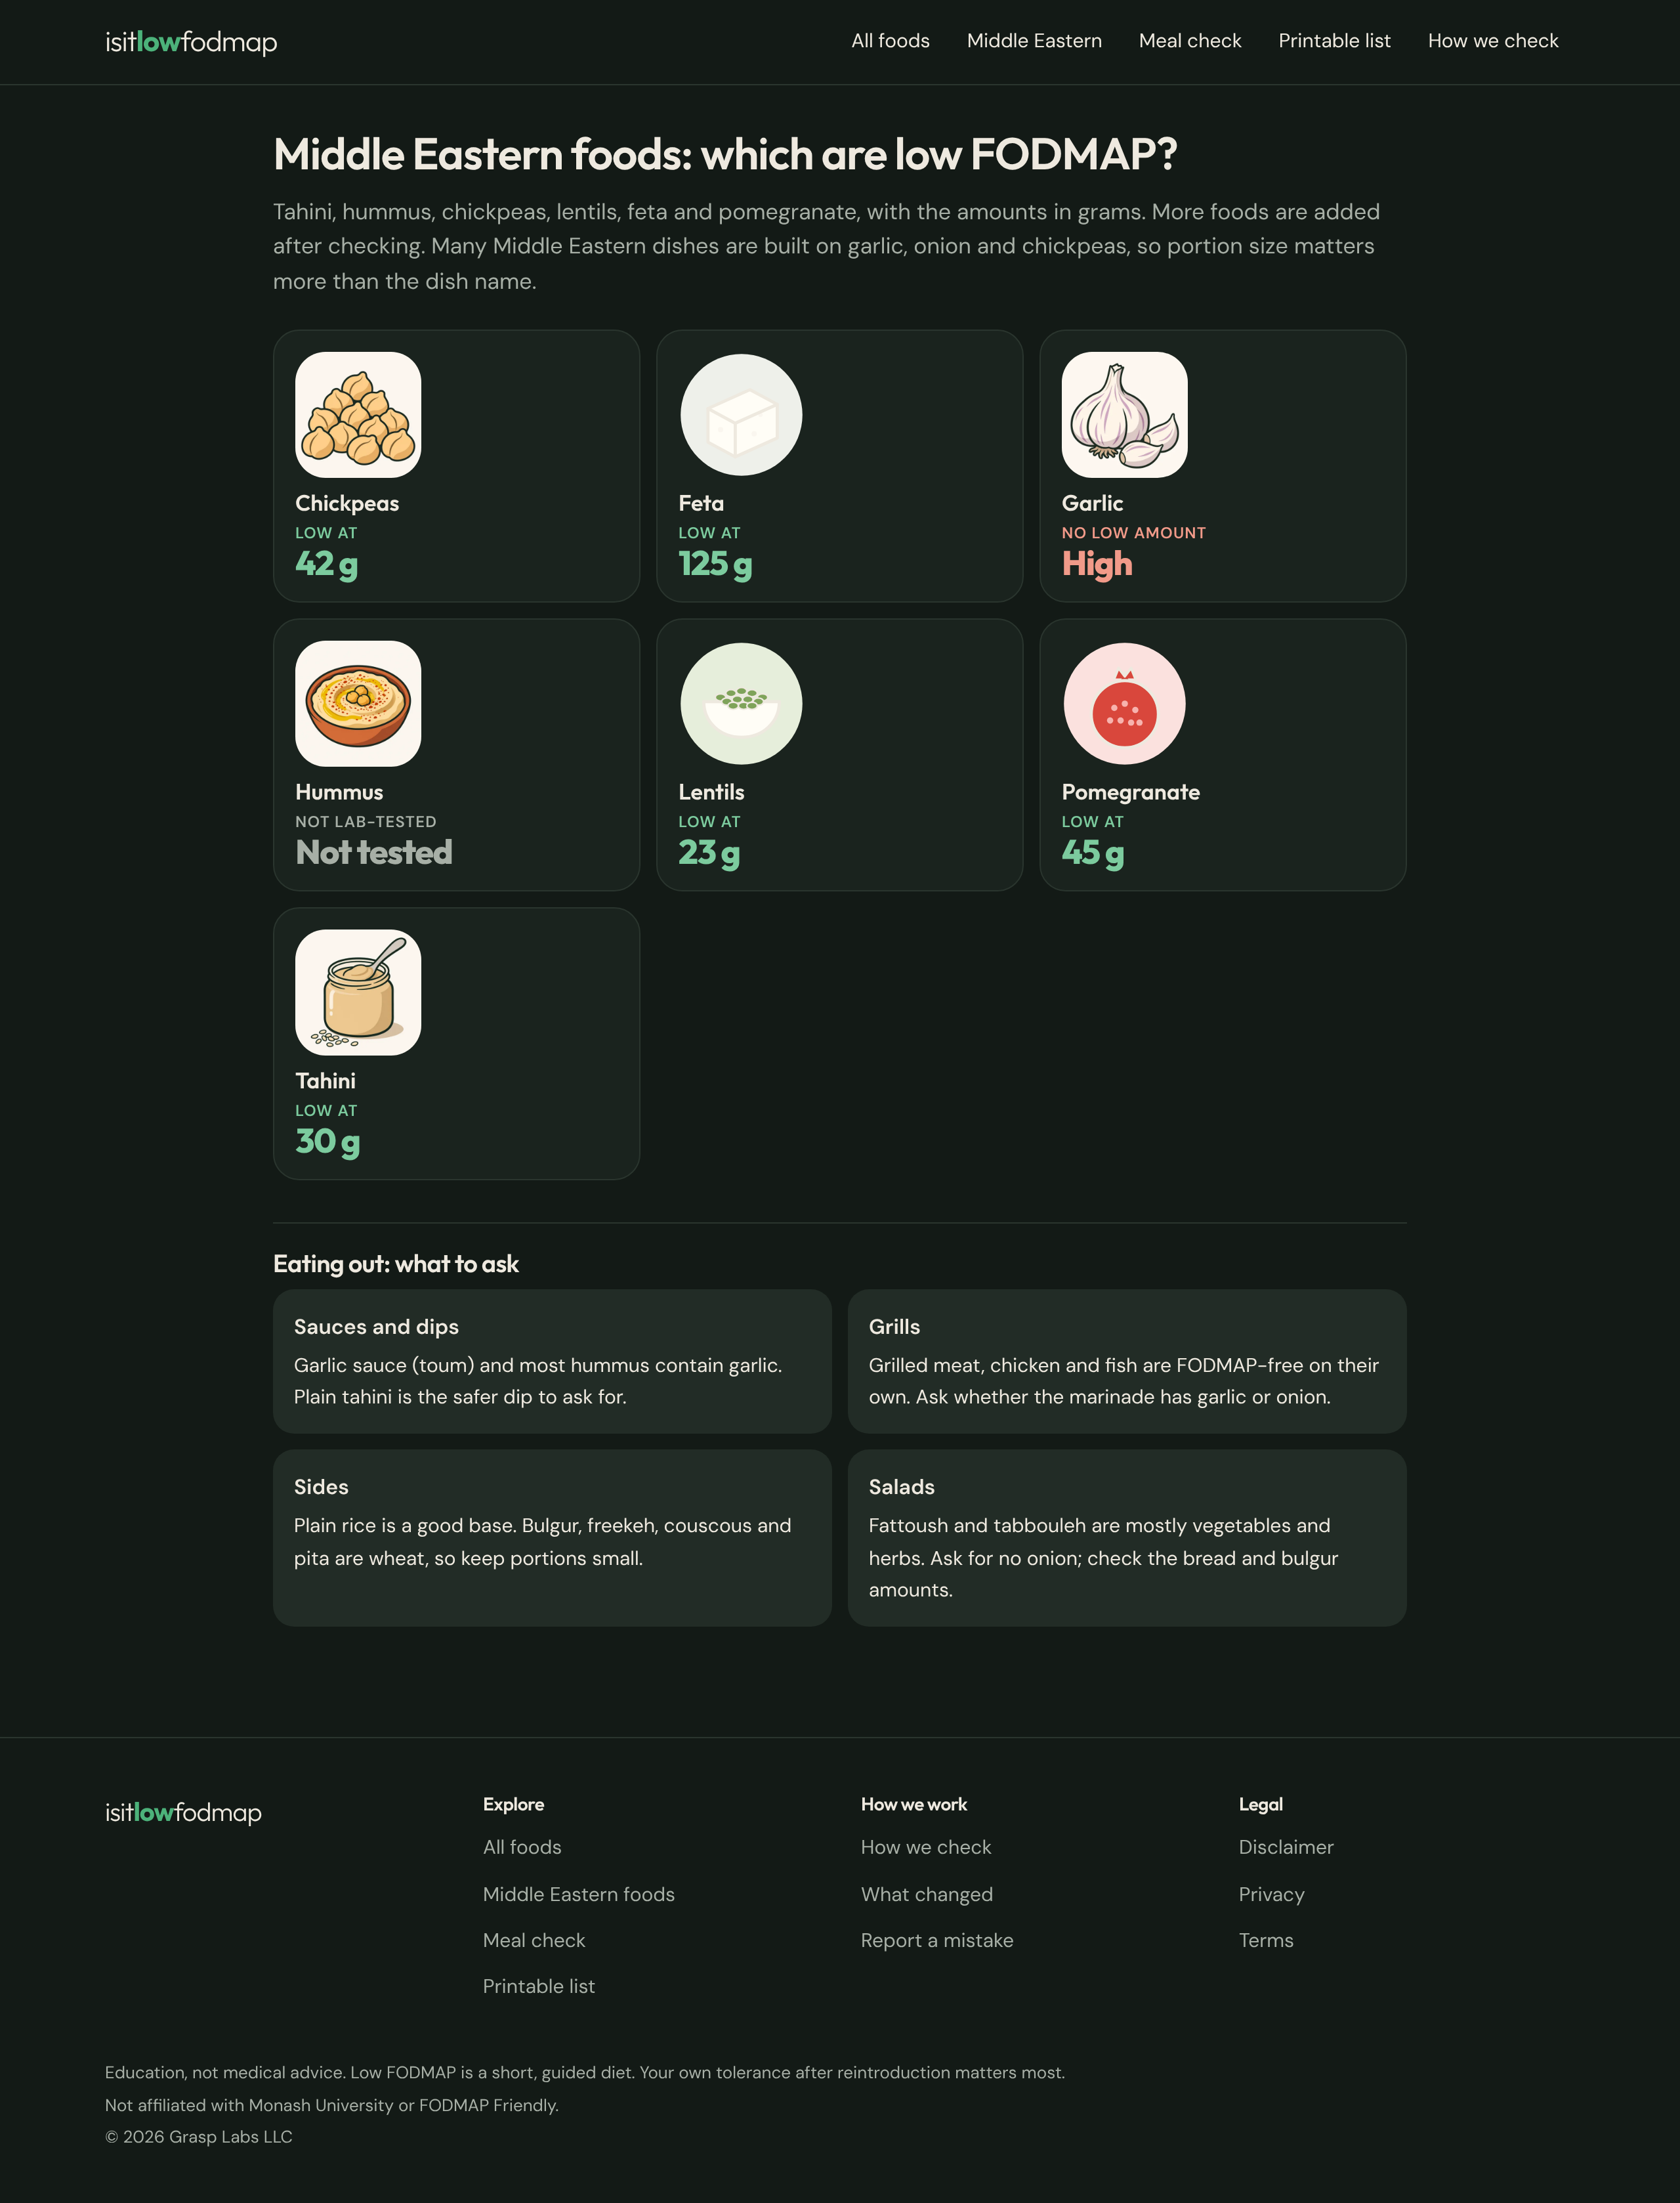 isitlowfodmap
All foods
Middle Eastern
Meal check
Printable list
How we check
Middle Eastern foods: which are low FODMAP?
Tahini, hummus, chickpeas, lentils, feta and pomegranate, with the amounts in grams. More foods are added
after checking. Many Middle Eastern dishes are built on garlic, onion and chickpeas, so portion size matters
more than the dish name.
Chickpeas
LOW AT
42 g
Feta
LOW AT
125 g
Garlic
NO LOW AMOUNT
High
Hummus
NOT LAB-TESTED
Not tested
Lentils
LOW AT
23 g
Pomegranate
LOW AT
45 g
Tahini
LOW AT
30 g
Eating out: what to ask
Sauces and dips
Garlic sauce (toum) and most hummus contain garlic.
Plain tahini is the safer dip to ask for.
Grills
Grilled meat, chicken and fish are FODMAP-free on their
own. Ask whether the marinade has garlic or onion.
Sides
Plain rice is a good base. Bulgur, freekeh, couscous and
pita are wheat, so keep portions small.
Salads
Fattoush and tabbouleh are mostly vegetables and
herbs. Ask for no onion; check the bread and bulgur
amounts.
isitlowfodmap
Explore
All foods
Middle Eastern foods
Meal check
Printable list
How we work
How we check
What changed
Report a mistake
Legal
Disclaimer
Privacy
Terms
Education, not medical advice. Low FODMAP is a short, guided diet. Your own tolerance after reintroduction matters most.
Not affiliated with Monash University or FODMAP Friendly.
© 2026 Grasp Labs LLC